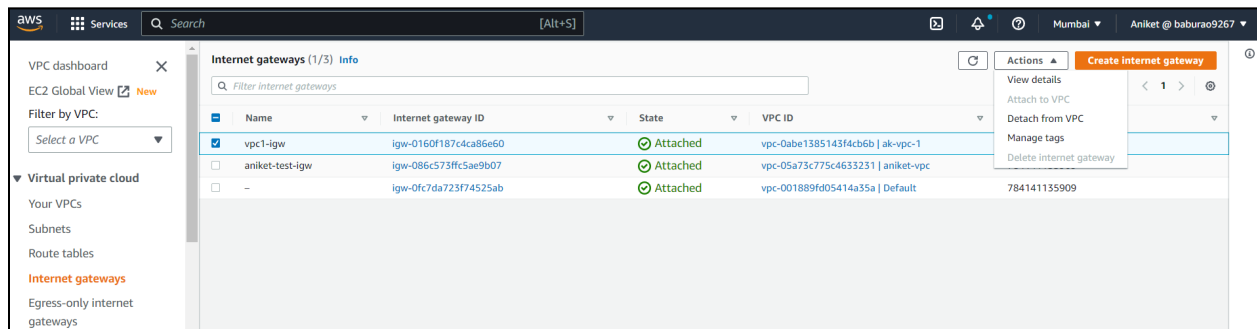 aws Services Search [Alt+S] Mumbai ▼ Aniket @ baburao9267 ▼
VPC dashboard
EC2 Global View New
Filter by VPC:
Select a VPC
Virtual private cloud
Your VPCs
Subnets
Route tables
Internet gateways
Egress-only internet
gateways
Internet gateways (1/3) Info
Actions ▲ Create internet gateway
Filter internet gateways
< 1 >
View details
Attach to VPC
Detach from VPC
Manage tags
Delete internet gateway
Name Internet gateway ID State VPC ID
vpc1-igw igw-0160f187c4ca86e60 Attached vpc-0abe1385143f4cb6b | ak-vpc-1
aniket-test-igw igw-086c573ffc5ae9b07 Attached vpc-05a73c775c4633231 | aniket-vpc
– igw-0fc7da723f74525ab Attached vpc-001889fd05414a35a | Default 784141135909